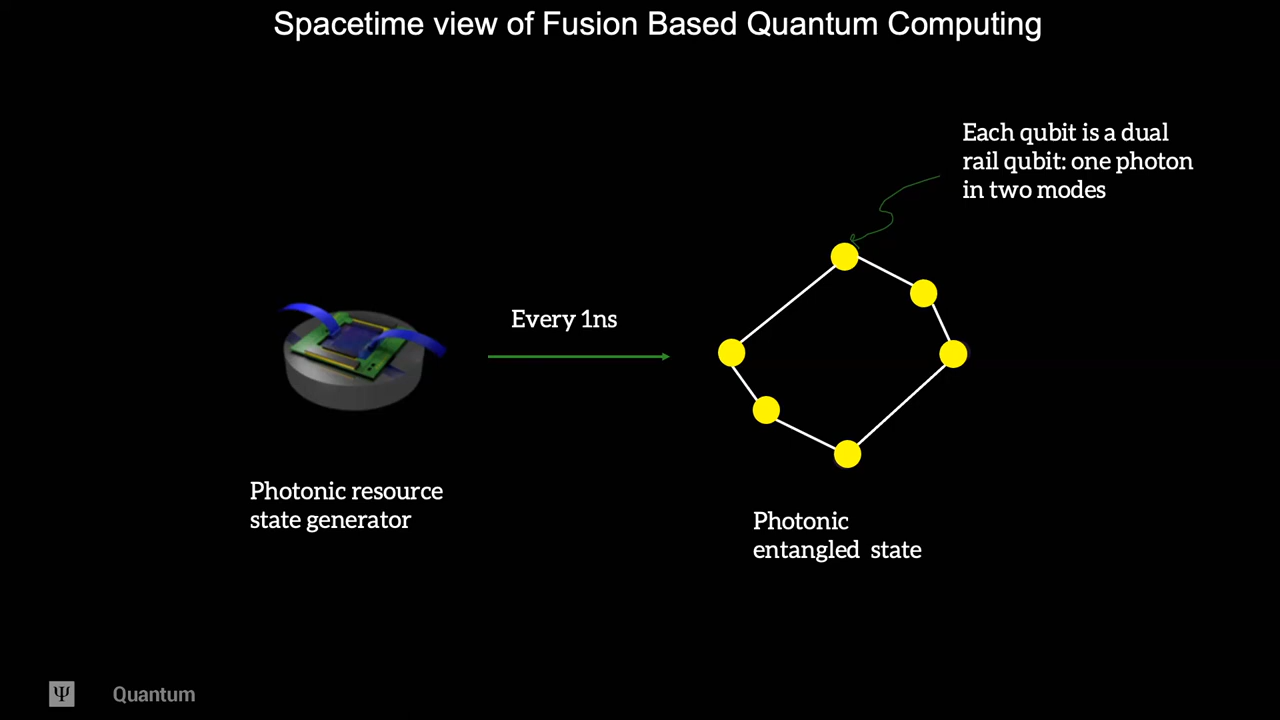 Spacetime view of Fusion Based Quantum Computing
Each qubit is a dual
rail qubit: one photon
in two modes
Every 1ns
Photonic resource
state generator
Photonic
entangled state
Ψ Quantum